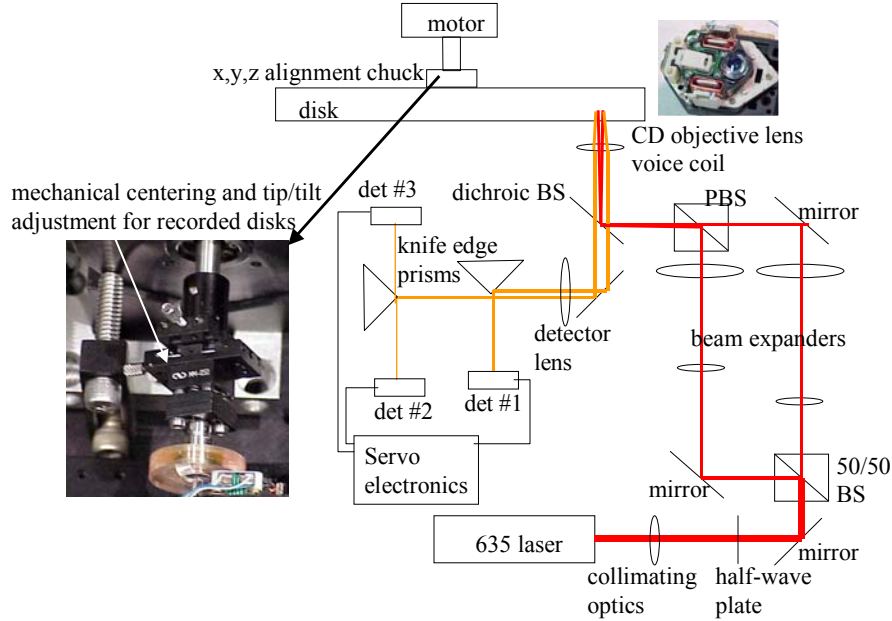 motor
x,y,z alignment chuck
disk
CD objective lens
voice coil
mechanical centering and tip/tilt
adjustment for recorded disks
det #3
dichroic BS
PBS
mirror
knife edge
prisms
detector
lens
beam expanders
det #2
det #1
Servo
electronics
mirror
50/50
BS
635 laser
mirror
collimating
optics
half-wave
plate